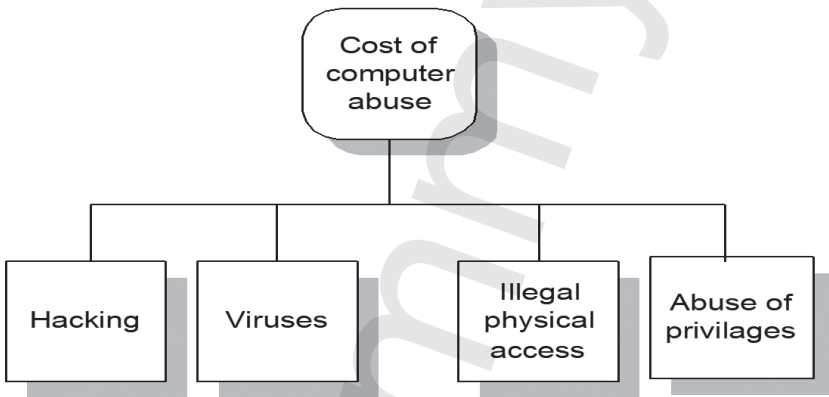 Cost of
computer
abuse
Hacking
Viruses
Illegal
physical
access
Abuse of
privilages